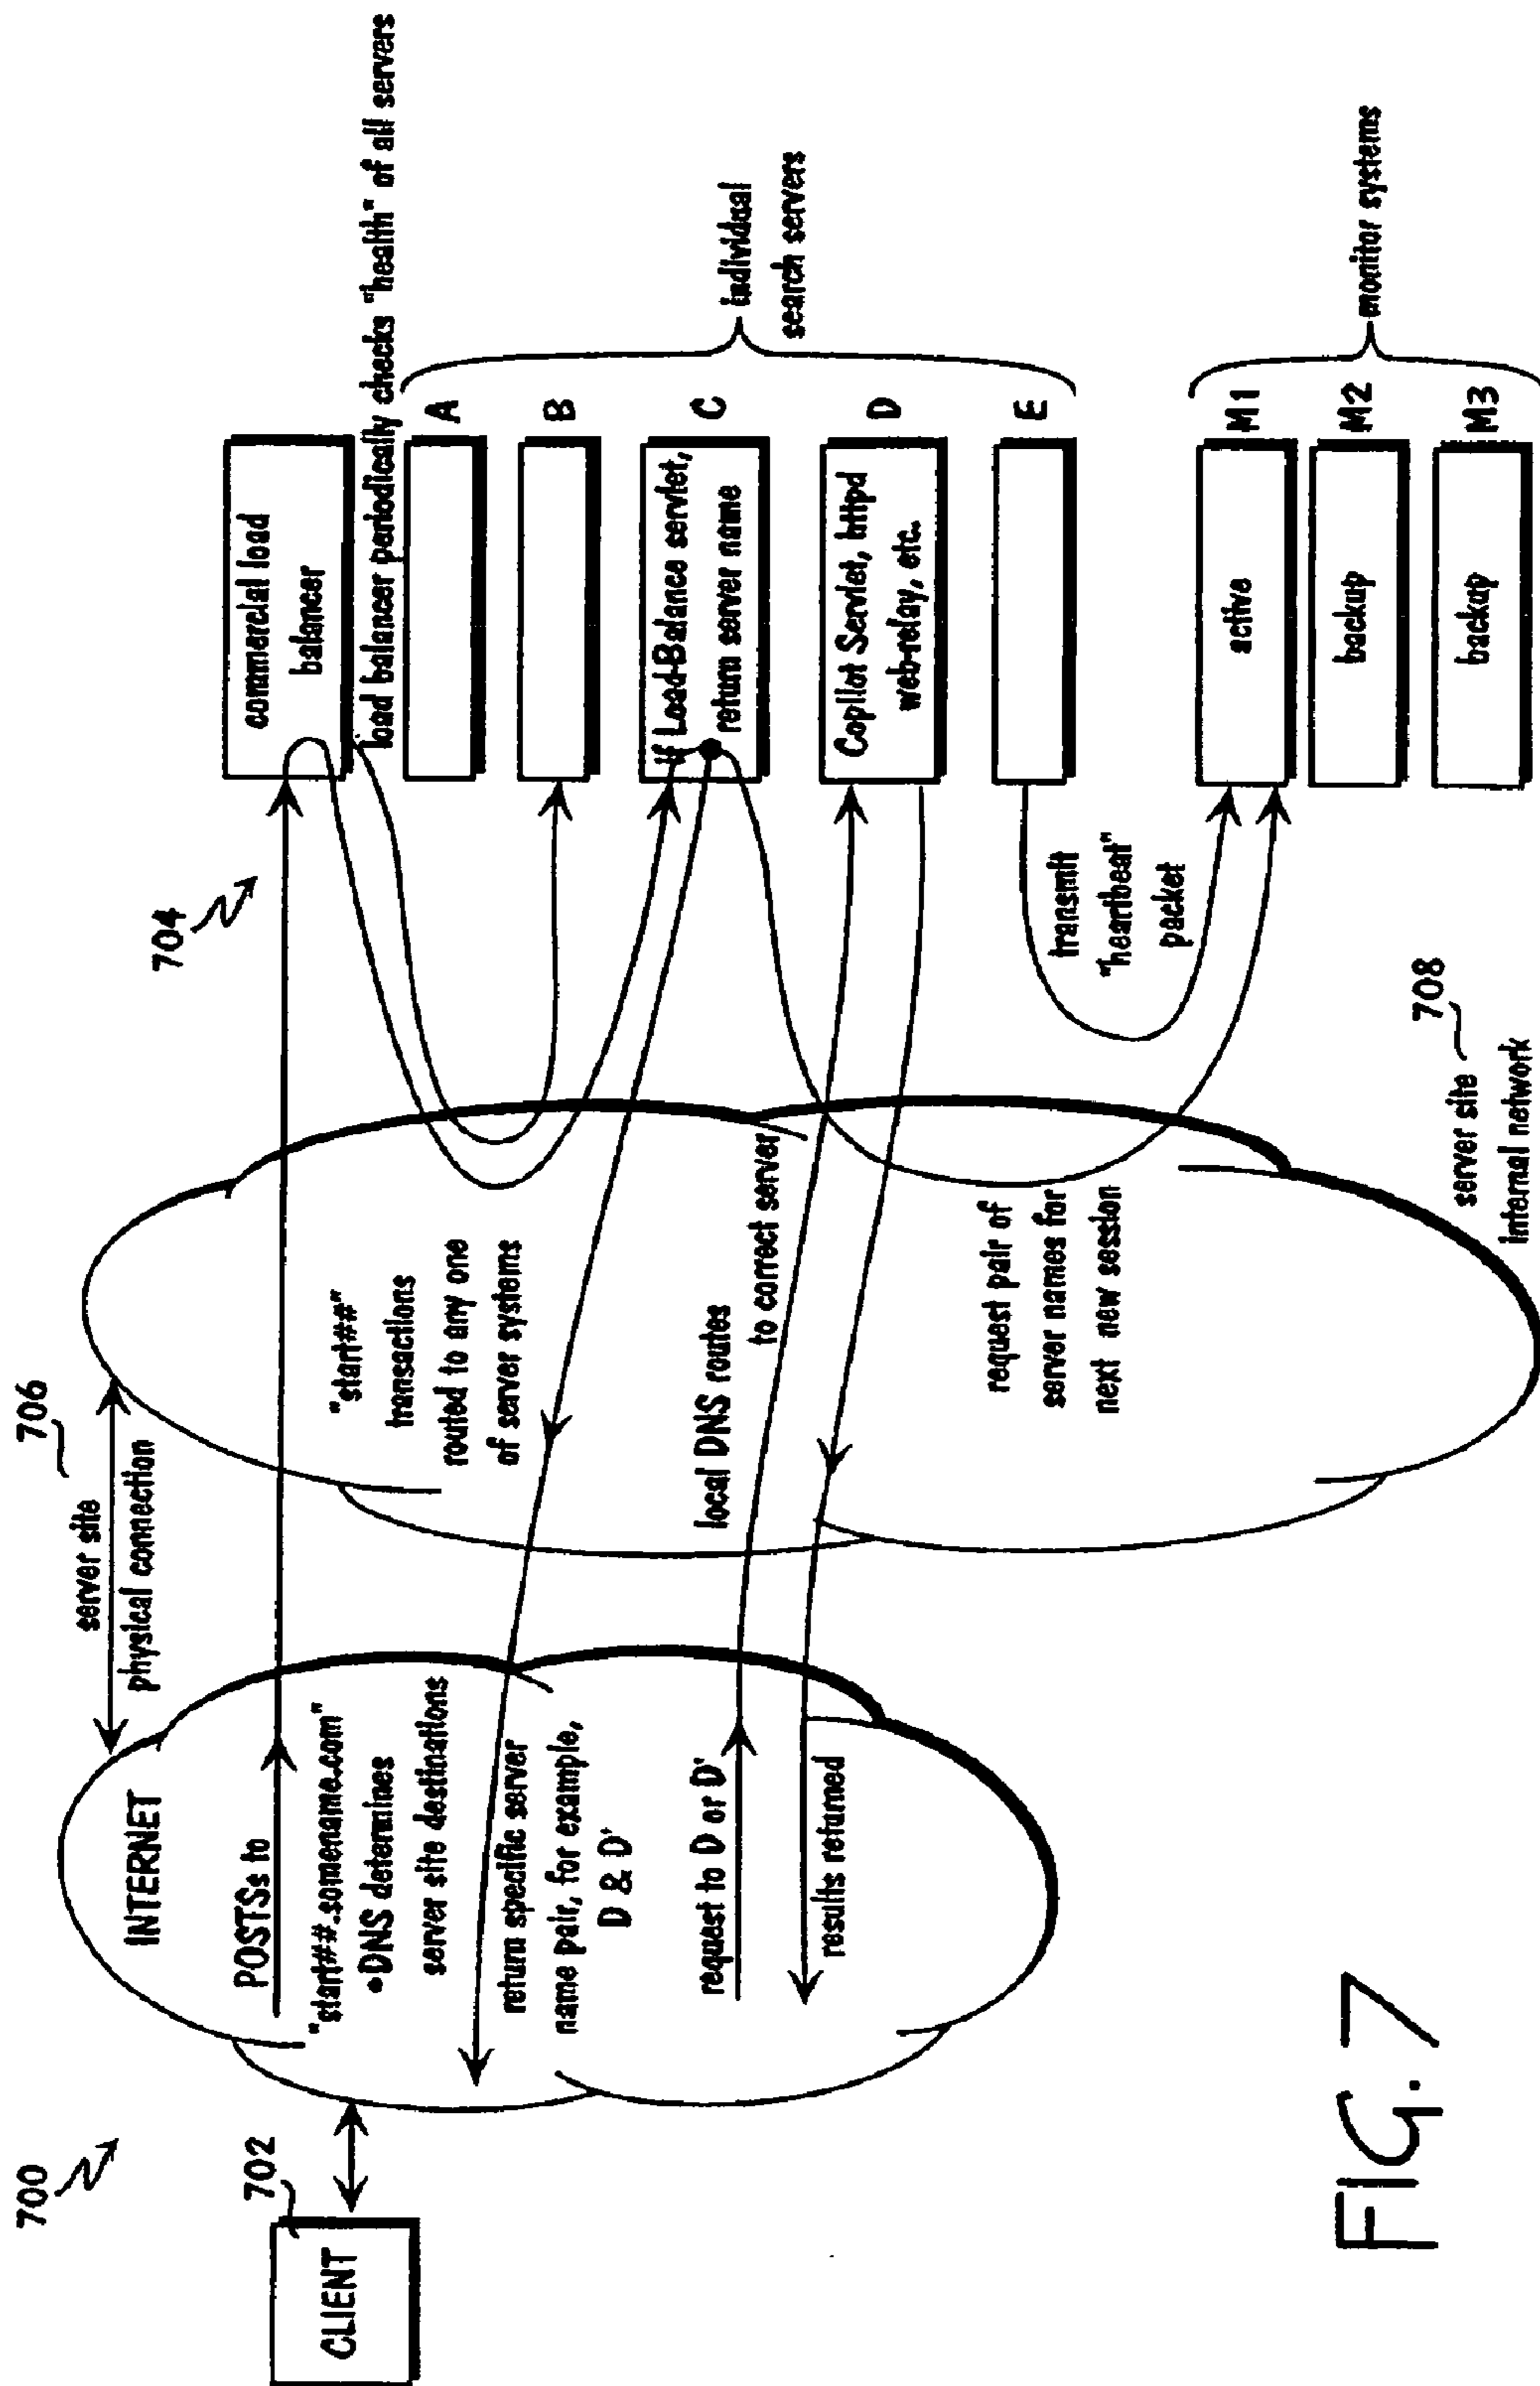 700
702
CLIENT
INTERNET
POSTSs to
"start##.somename.com"
•DNS determines
server site destinations
return specific server
name pair, for example,
D & D'
request to D or D'
results returned
706
server site
physical connection
"start##"
transactions
routed to any one
of server systems
local DNS routes
to correct server
request pair of
server names for
next new session
708
server site
internal network
704
commercial load
balancer
load balancer periodically checks "health" of all servers
A
B
If Load-Balance servlet,
return server name
C
Copilot Servlet, httpd
web-relay, etc.
D
E
individual
search servers
transmit
"heartbeat"
packet
active
M1
backup
M2
backup
M3
monitor systems
FIG. 7